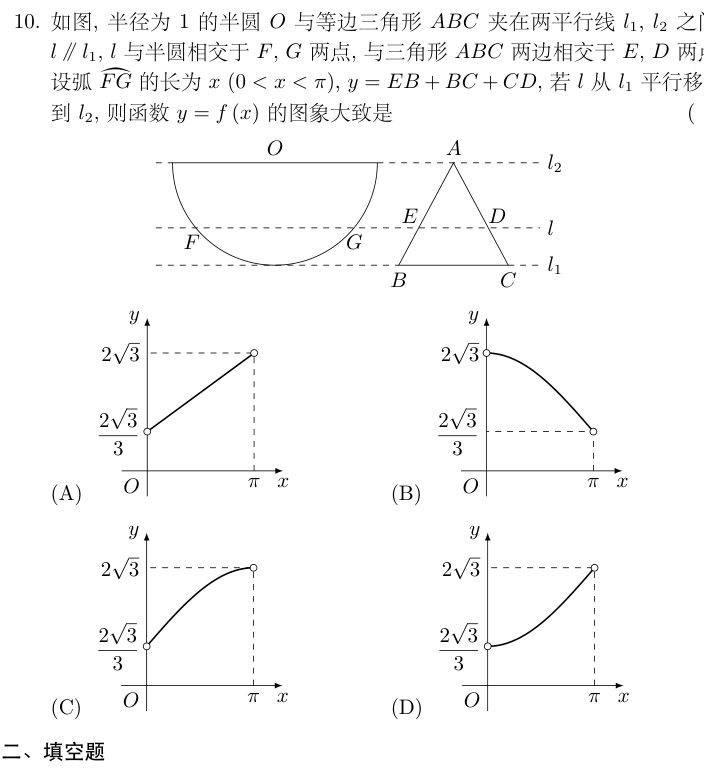 10. 如图, 半径为 1 的半圆 O 与等边三角形 ABC 夹在两平行线 l₁, l₂ 之
l ∥ l₁, l 与半圆相交于 F, G 两点, 与三角形 ABC 两边相交于 E, D 两
设弧 FG 的长为 x (0 < x < π), y = EB + BC + CD, 若 l 从 l₁ 平行移
到 l₂, 则函数 y = f (x) 的图象大致是 (
O A l₂
F G E D l
B C l₁
y y
2√3 2√3
2√3/3 2√3/3
(A) O π x (B) O π x
y y
2√3 2√3
2√3/3 2√3/3
(C) O π x (D) O π x
二、填空题